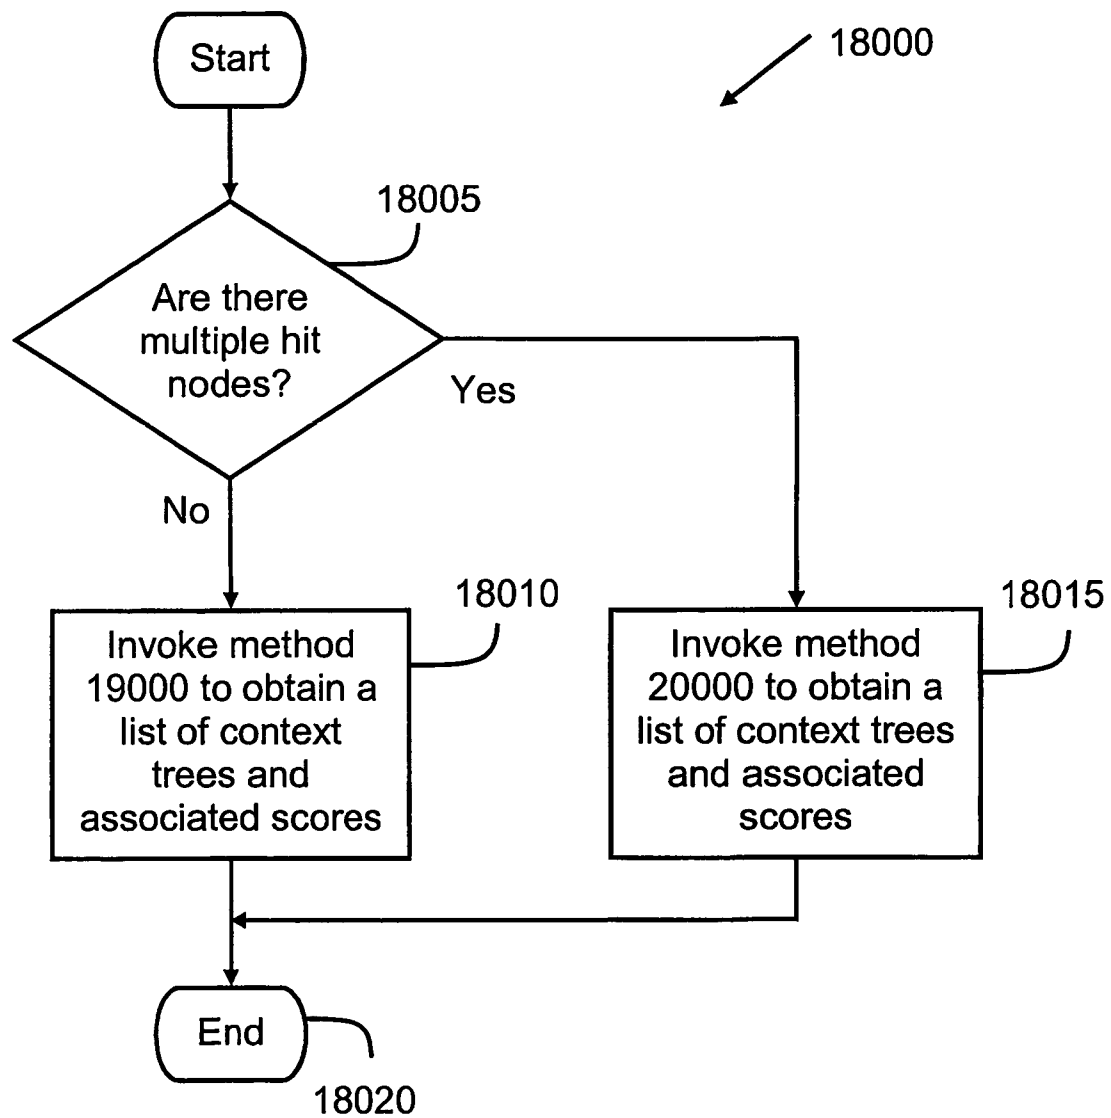 Start
18000
18005
Are there
multiple hit
nodes?
Yes
No
18010
18015
Invoke method
19000 to obtain a
list of context
trees and
associated scores
Invoke method
20000 to obtain a
list of context trees
and associated
scores
End
18020